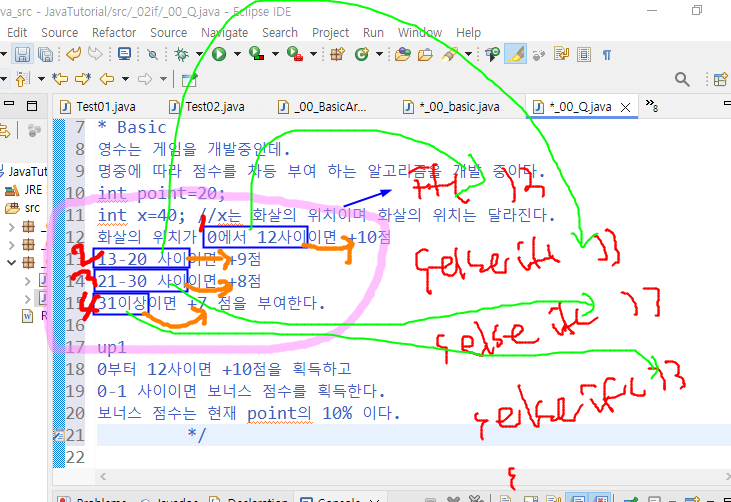 va_src - JavaTutorial/src/_02if/_00_Q.java - Eclipse IDE
Edit Source Refactor Source Navigate Search Project Run Window Help
Test01.java Test02.java _00_BasicAr... *_00_basic.java *_00_Q.java 8
JavaTut
JRE
src
7 * Basic
8 영수는 게임을 개발중인데.
9 명중에 따라 점수를 차등 부여 하는 알고리즘을 개발 중이다.
10 int point=20;
11 int x=40; //x는 화살의 위치이며 화살의 위치는 달라진다.
12 화살의 위치가 0에서 12사이이면 +10점
13 13-20 사이이면 +9점
14 21-30 사이이면 +8점
15 31이상이면 +7 점을 부여한다.
16
17 up1
18 0부터 12사이면 +10점을 획득하고
19 0-1 사이이면 보너스 점수를 획득한다.
20 보너스 점수는 현재 point의 10% 이다.
21 */
22
1
2
3
4
Problems Javadoc Declaration Console